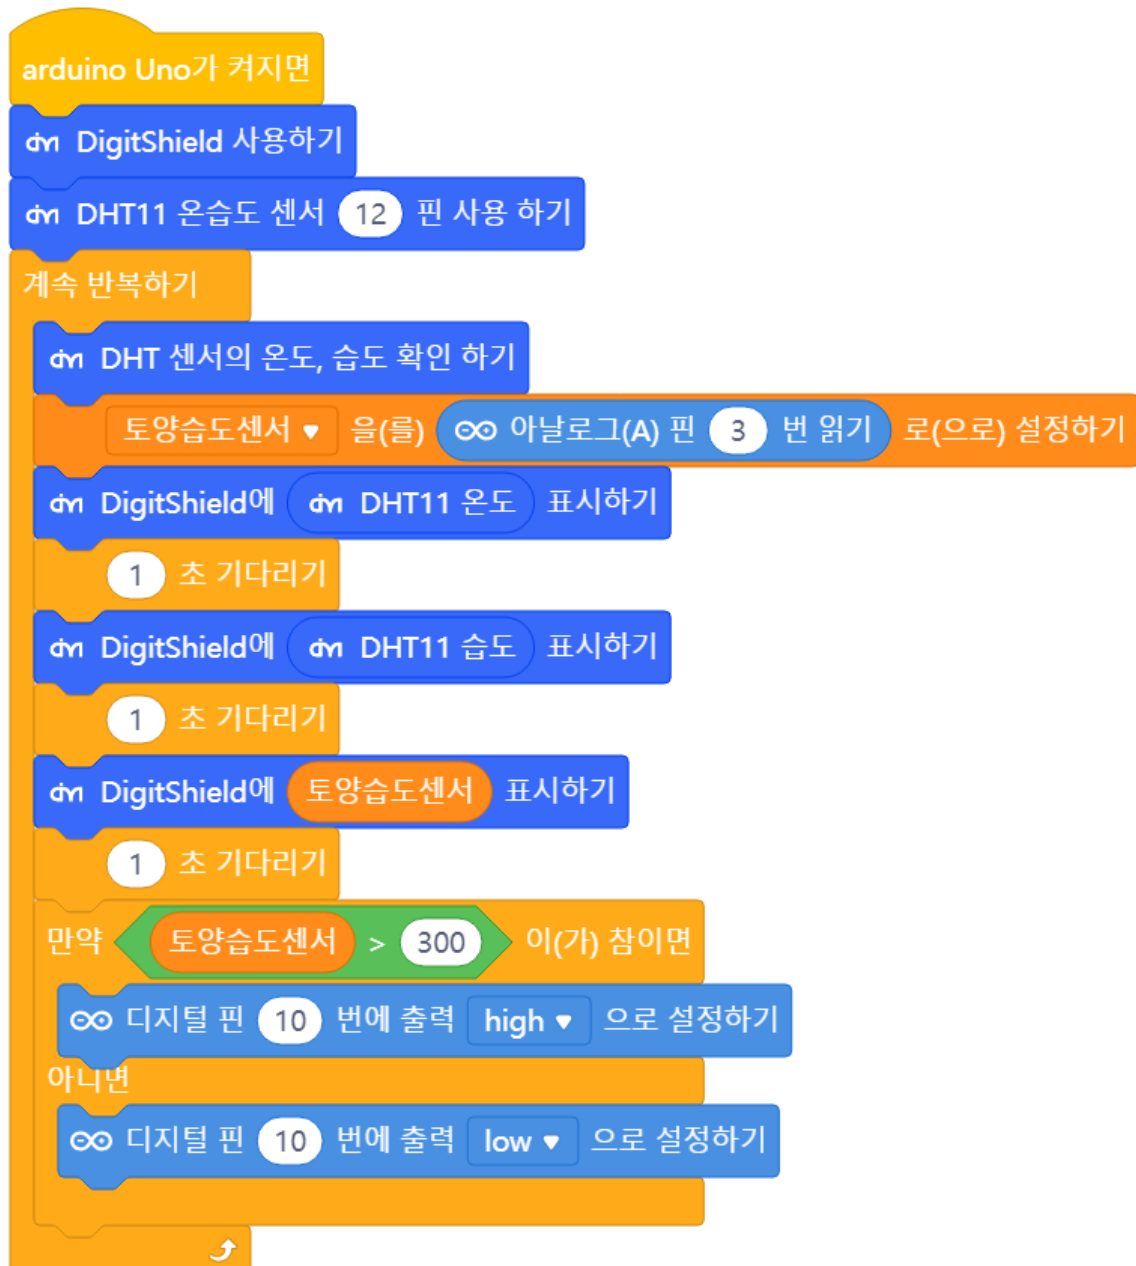 arduino Uno가 켜지면
DigitShield 사용하기
DHT11 온습도 센서 12 핀 사용 하기
계속 반복하기
DHT 센서의 온도, 습도 확인 하기
토양습도센서 을(를) 아날로그(A) 핀 3 번 읽기 로(으로) 설정하기
DigitShield에 DHT11 온도 표시하기
1 초 기다리기
DigitShield에 DHT11 습도 표시하기
1 초 기다리기
DigitShield에 토양습도센서 표시하기
1 초 기다리기
만약 토양습도센서 > 300 이(가) 참이면
디지털 핀 10 번에 출력 high 으로 설정하기
아니면
디지털 핀 10 번에 출력 low 으로 설정하기